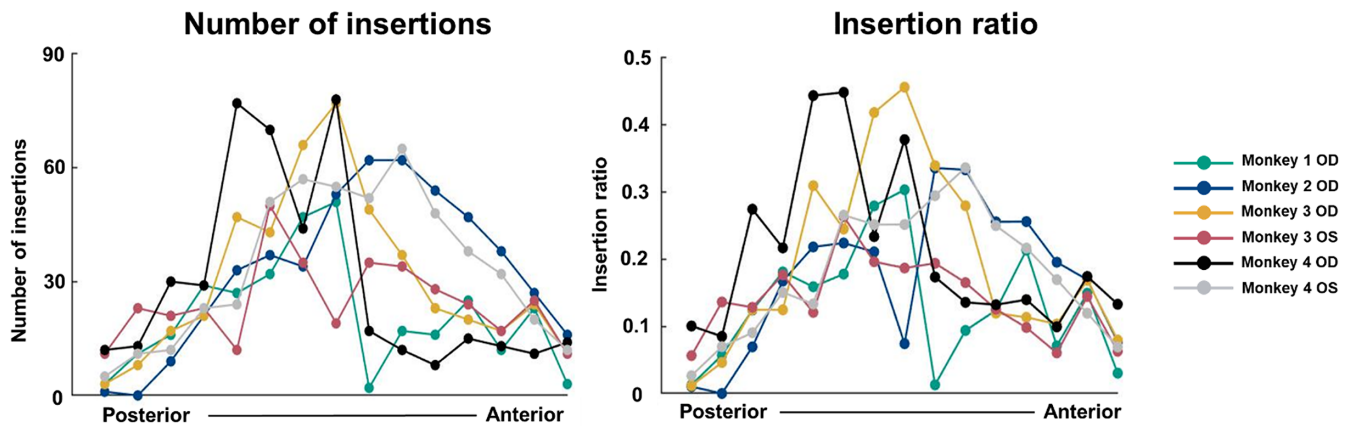 Number of insertions
Number of insertions
90
60
30
0
Posterior
Anterior
Insertion ratio
Insertion ratio
0.5
0.4
0.3
0.2
0.1
0
Posterior
Anterior
Monkey 1 OD
Monkey 2 OD
Monkey 3 OD
Monkey 3 OS
Monkey 4 OD
Monkey 4 OS